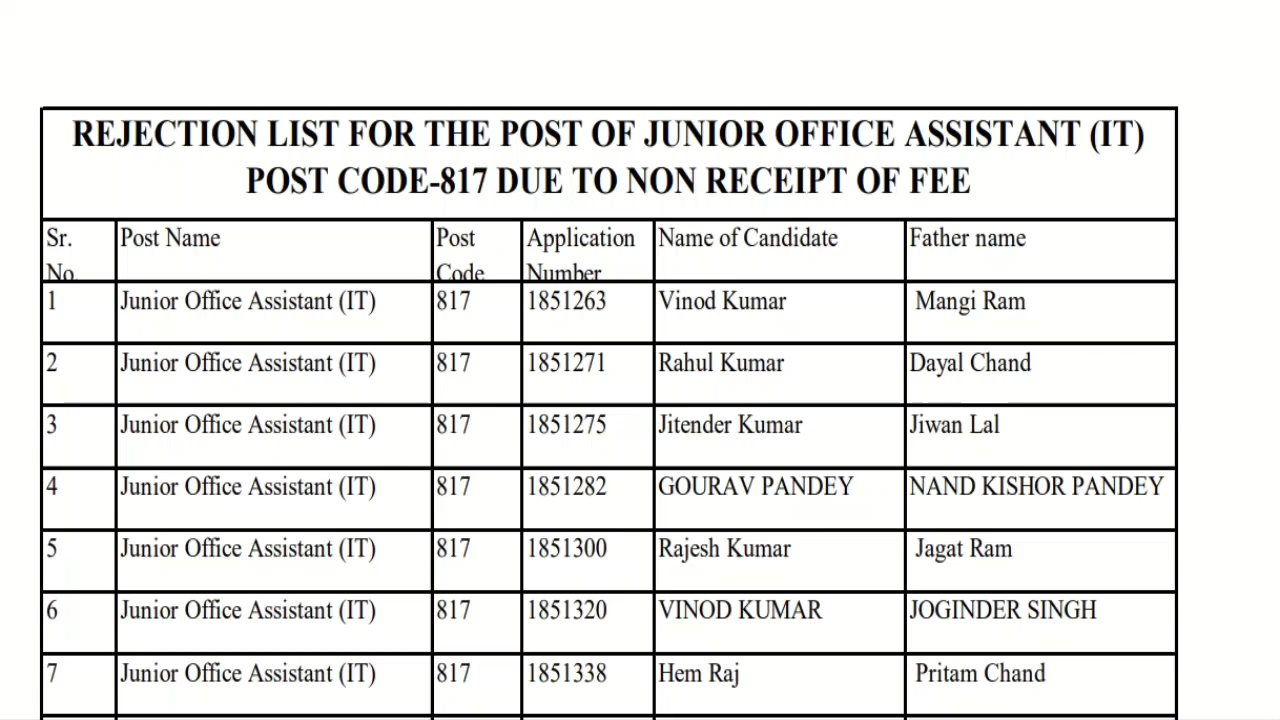 REJECTION LIST FOR THE POST OF JUNIOR OFFICE ASSISTANT (IT)
POST CODE-817 DUE TO NON RECEIPT OF FEE
Sr. No. Post Name Post Code Application Number Name of Candidate Father name
1 Junior Office Assistant (IT) 817 1851263 Vinod Kumar Mangi Ram
2 Junior Office Assistant (IT) 817 1851271 Rahul Kumar Dayal Chand
3 Junior Office Assistant (IT) 817 1851275 Jitender Kumar Jiwan Lal
4 Junior Office Assistant (IT) 817 1851282 GOURAV PANDEY NAND KISHOR PANDEY
5 Junior Office Assistant (IT) 817 1851300 Rajesh Kumar Jagat Ram
6 Junior Office Assistant (IT) 817 1851320 VINOD KUMAR JOGINDER SINGH
7 Junior Office Assistant (IT) 817 1851338 Hem Raj Pritam Chand